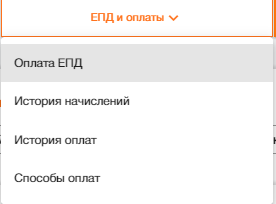 ЕПД и оплаты
Оплата ЕПД
История начислений
История оплат
Способы оплат